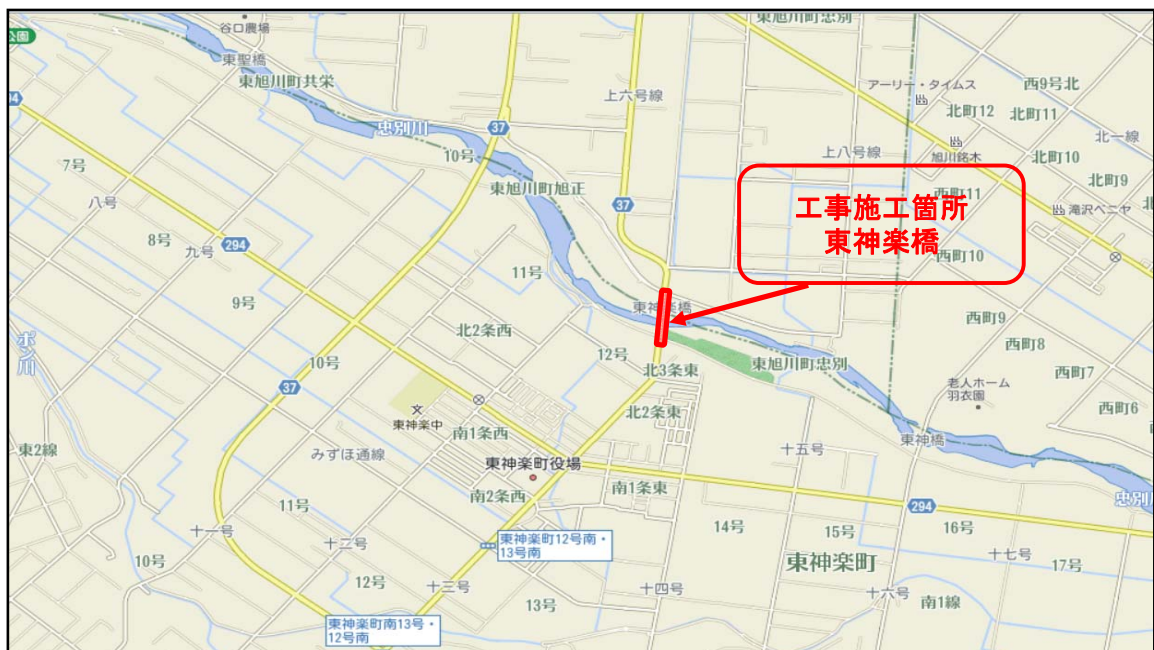 公園
谷口農場
東聖橋
東旭川町共栄
忠別川
37
10号
東旭川町旭正
上六号線
37
東旭川町忠別
アーリー・タイムス
西9号北
北町12
北町11
北一線
上八号線
旭川銘木
北町10
北町9
西町11
滝沢ベニヤ
工事施工箇所
東神楽橋
西町10
7号
八号
8号
九号
294
9号
11号
東神楽橋
西町9
西町8
西町7
西町6
北2条西
12号
北3条東
東旭川町忠別
老人ホーム
羽衣園
ポン川
10号
37
文
東神楽中
南1条西
北2条東
十五号
東神橋
忠別川
東2線
みずほ通線
東神楽町役場
南2条西
南1条東
294
11号
十一号
十二号
東神楽町12号南・
13号南
14号
15号
16号
十七号
17号
東神楽町
10号
12号
十三号
13号
十四号
十六号
南1線
東神楽町南13号・
12号南